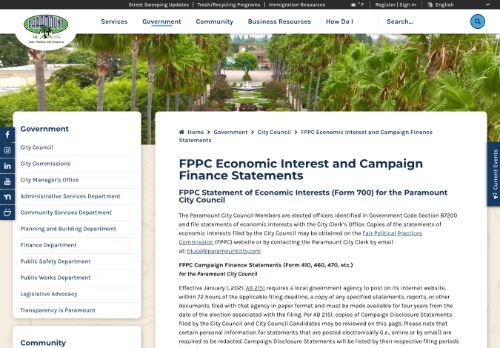 Street Sweeping Updates | Trash/Recycling Programs | Immigration Resources
° F Register | Sign In English
PARAMOUNT
Services Government Community Business Resources How Do I Search...
Government
City Council
City Commissions
City Manager's Office
Administrative Services Department
Community Services Department
Planning and Building Department
Finance Department
Public Safety Department
Public Works Department
Legislative Advocacy
Transparency is Paramount
Community
Home > Government > City Council > FPPC Economic Interest and Campaign Finance
Statements
FPPC Economic Interest and Campaign
Finance Statements
FPPC Statement of Economic Interests (Form 700) for the Paramount
City Council
The Paramount City Council Members are elected officers identified in Government Code Section 87200
and file statements of economic interests with the City Clerk's Office. Copies of the statements of
economic interests filed by the City Council may be obtained on the Fair Political Practices
Commission (FPPC) website or by contacting the Paramount City Clerk by email
at: hluce@paramountcity.com
FPPC Campaign Finance Statements (Form 410, 460, 470, etc.)
for the Paramount City Council
Effective January 1, 2021, AB 2151 requires a local government agency to post on its internet website,
within 72 hours of the applicable filing deadline, a copy of any specified statements, reports, or other
documents filed with that agency in paper format and must be made available for four years from the
date of the election associated with the filing. Per AB 2151, copies of Campaign Disclosure Statements
filed by the City Council and City Council Candidates may be reviewed on this page. Please note that
certain personal information for statements that are posted electronically (i.e., online or by email) are
required to be redacted. Campaign Disclosure Statements will be listed by their respective filing periods
Current Events